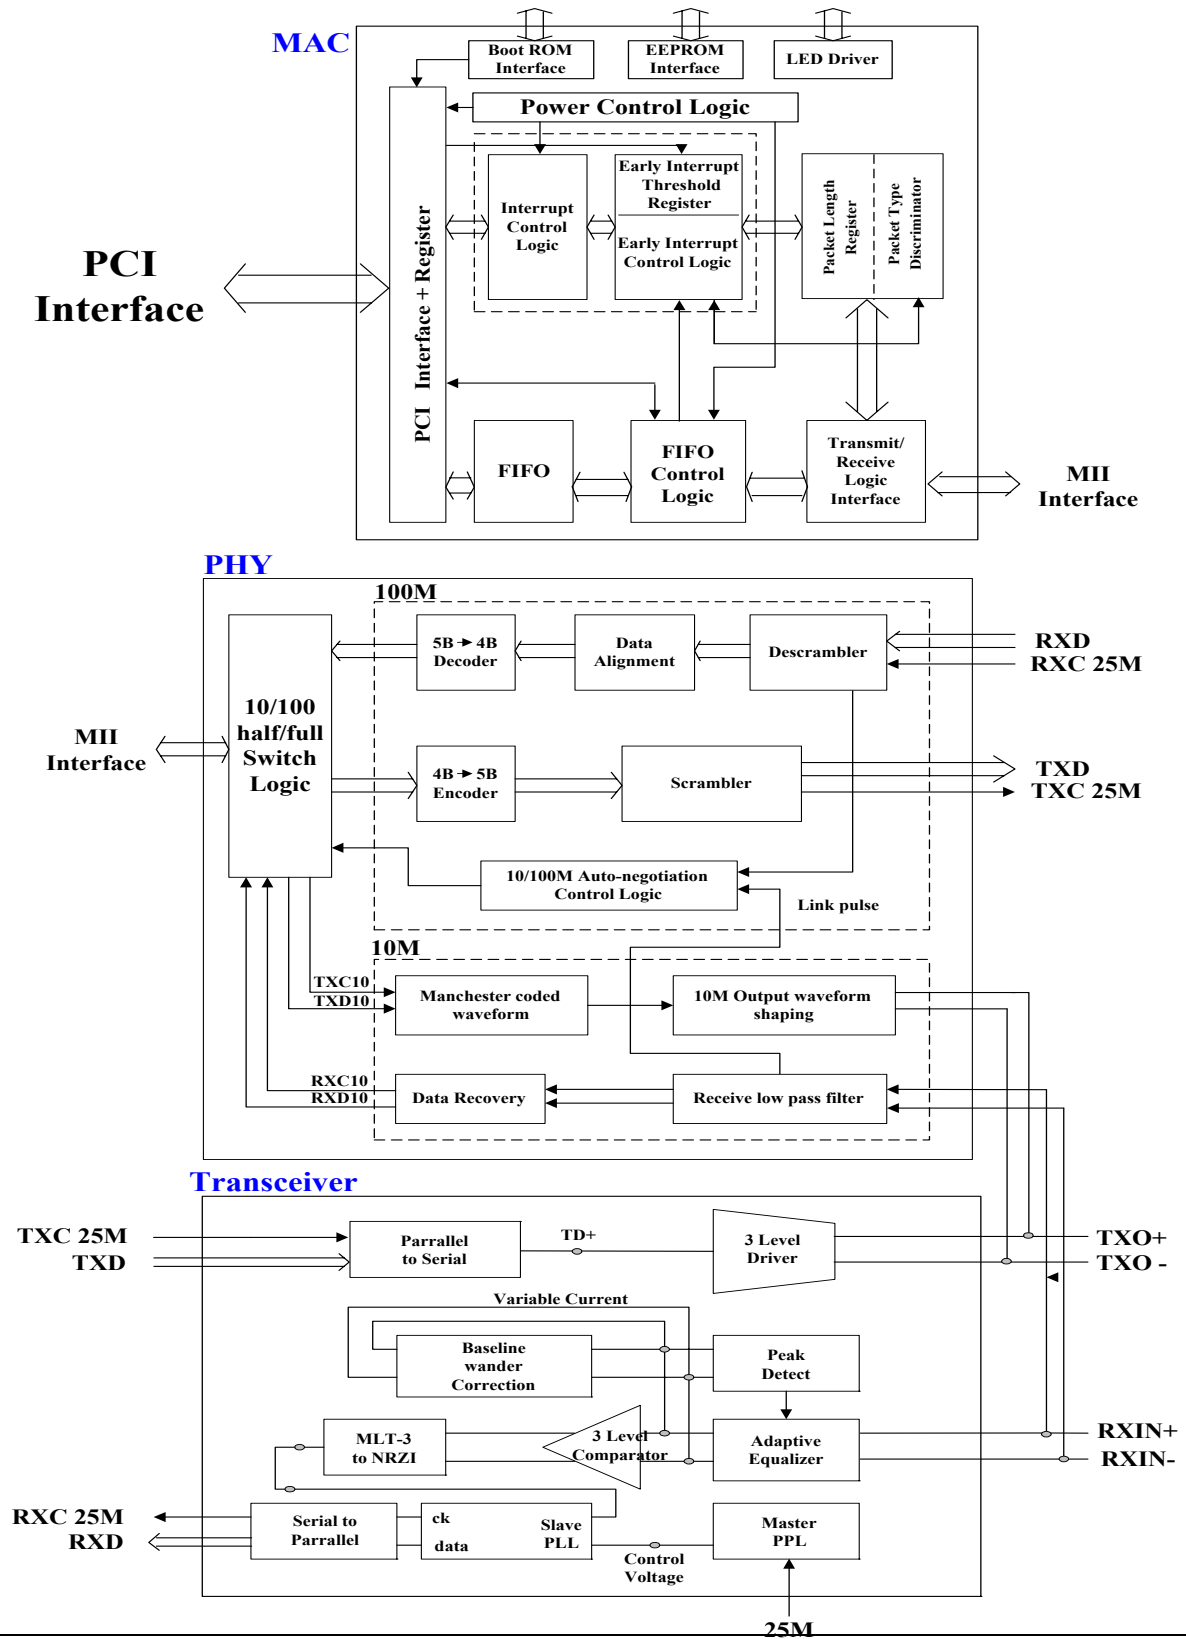 MAC
Boot ROM
Interface
EEPROM
Interface
LED Driver
Power Control Logic
PCI Interface + Register
Interrupt
Control
Logic
Early Interrupt
Threshold
Register
Early Interrupt
Control Logic
Packet Length
Register
Packet Type
Discriminator
PCI
Interface
FIFO
FIFO
Control
Logic
Transmit/
Receive
Logic
Interface
MII
Interface
PHY
100M
10/100
half/full
Switch
Logic
5B → 4B
Decoder
Data
Alignment
Descrambler
RXD
RXC 25M
MII
Interface
4B → 5B
Encoder
Scrambler
TXD
TXC 25M
10/100M Auto-negotiation
Control Logic
Link pulse
10M
TXC10
TXD10
Manchester coded
waveform
10M Output waveform
shaping
RXC10
RXD10
Data Recovery
Receive low pass filter
Transceiver
TXC 25M
TXD
Parrallel
to Serial
TD+
3 Level
Driver
TXO+
TXO -
Variable Current
Baseline
wander
Correction
Peak
Detect
MLT-3
to NRZI
3 Level
Comparator
Adaptive
Equalizer
RXIN+
RXIN-
RXC 25M
RXD
Serial to
Parrallel
ck
data
Slave
PLL
Control
Voltage
Master
PPL
25M